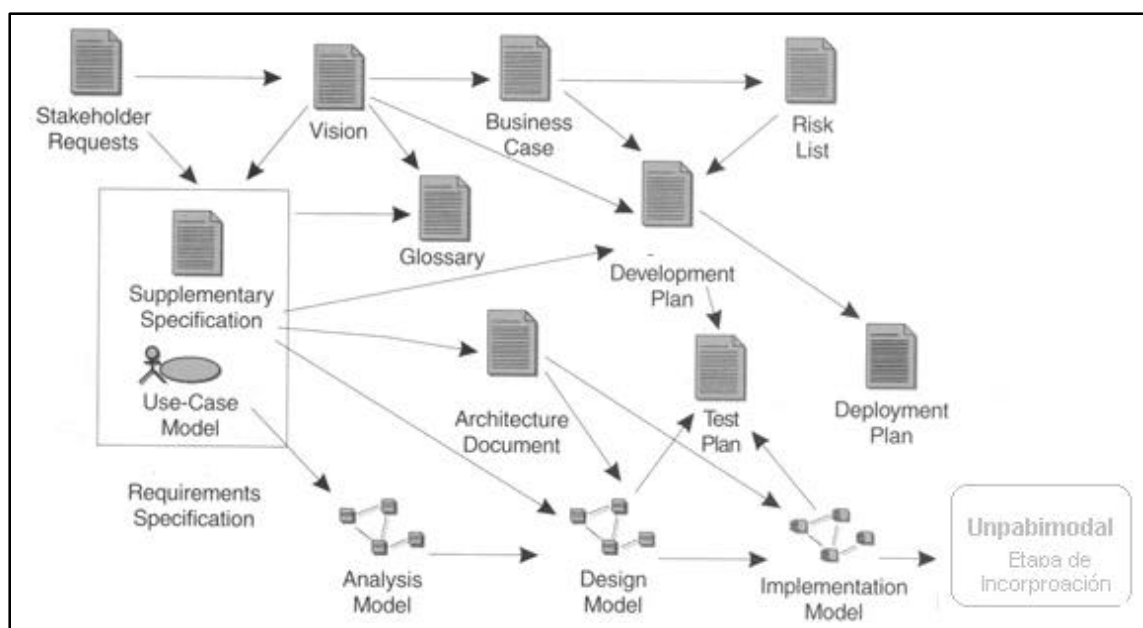 Stakeholder
Requests
Vision
Business
Case
Risk
List
Glossary
Supplementary
Specification
Development
Plan
Use-Case
Model
Architecture
Document
Test
Plan
Deployment
Plan
Requirements
Specification
Analysis
Model
Design
Model
Implementation
Model
Unpabimodal
Etapa de
Incorproación